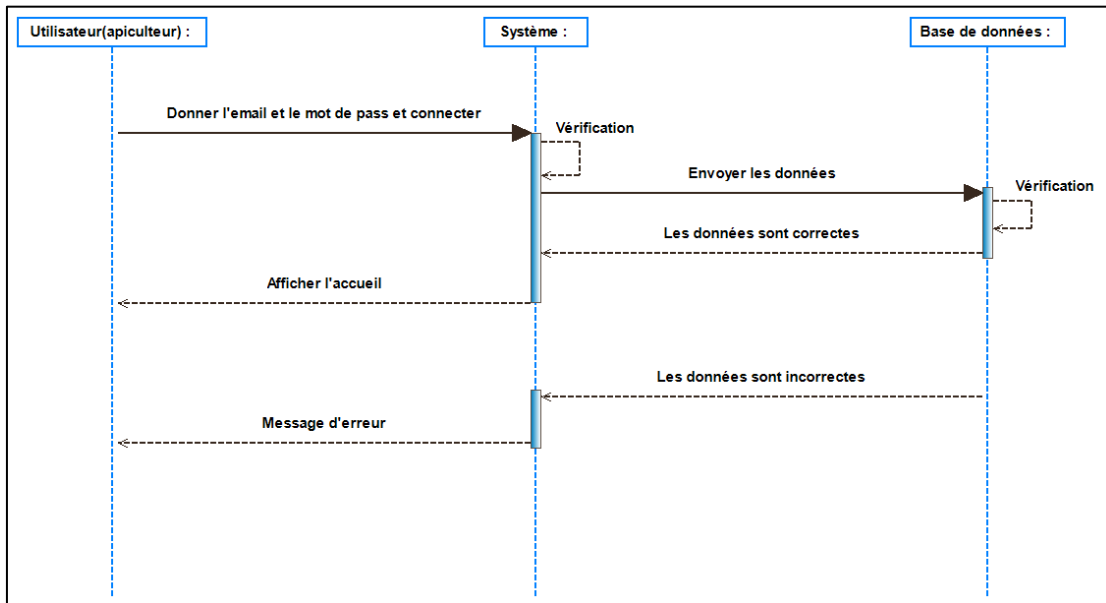 Utilisateur(apiculteur) :
Système :
Base de données :
Donner l'email et le mot de pass et connecter
Vérification
Envoyer les données
Vérification
Les données sont correctes
Afficher l'accueil
Les données sont incorrectes
Message d'erreur